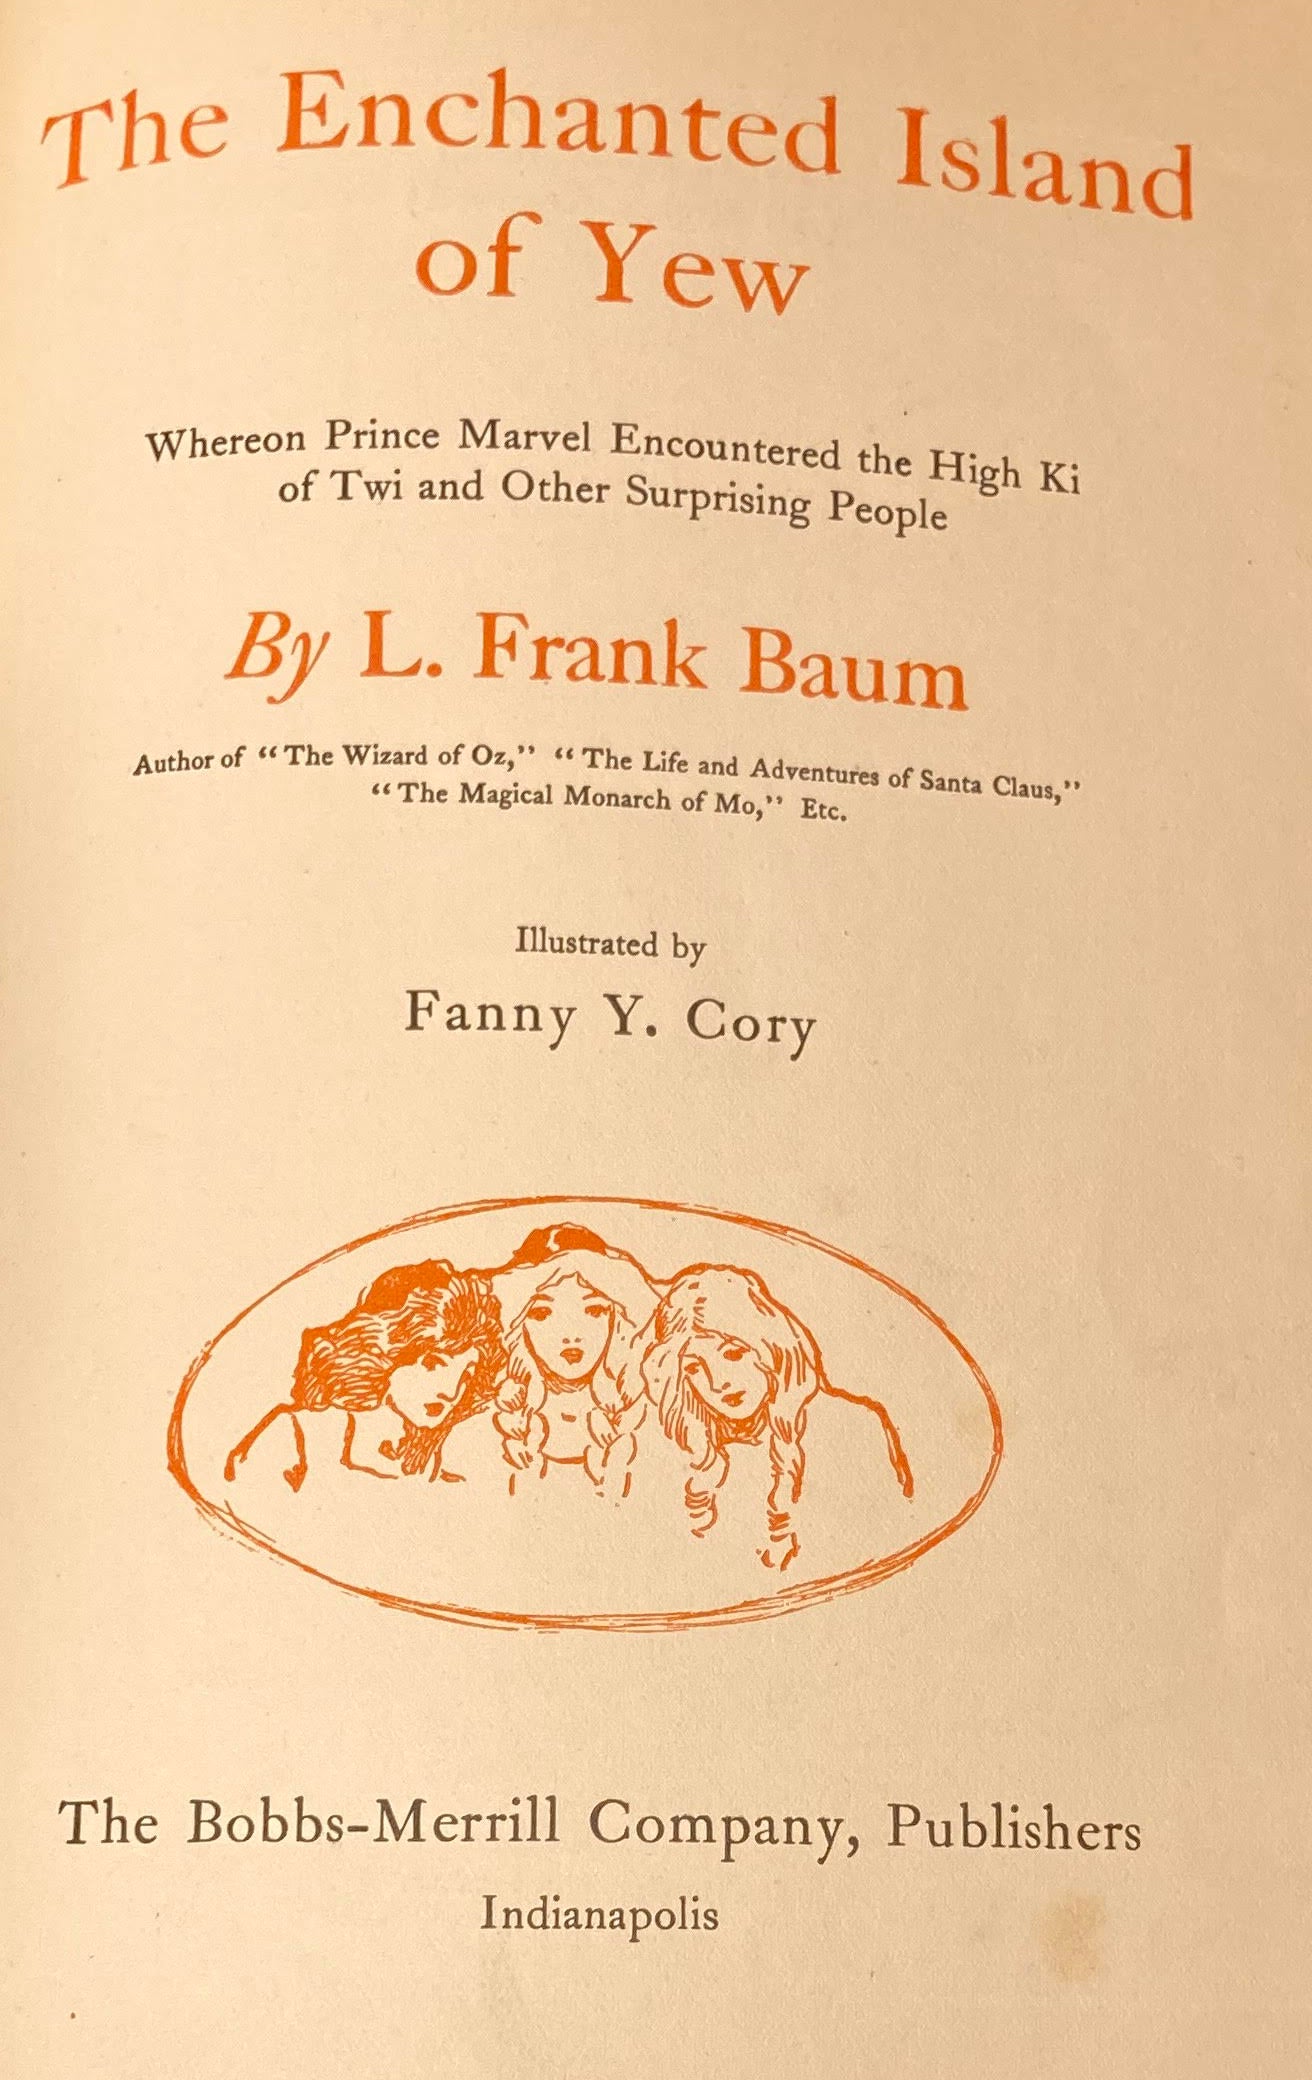 The Enchanted Island
of Yew
Whereon Prince Marvel Encountered the High Ki
of Twi and Other Surprising People
By L. Frank Baum
Author of “The Wizard of Oz,” “The Life and Adventures of Santa Claus,”
“The Magical Monarch of Mo,” Etc.
Illustrated by
Fanny Y. Cory
The Bobbs-Merrill Company, Publishers
Indianapolis